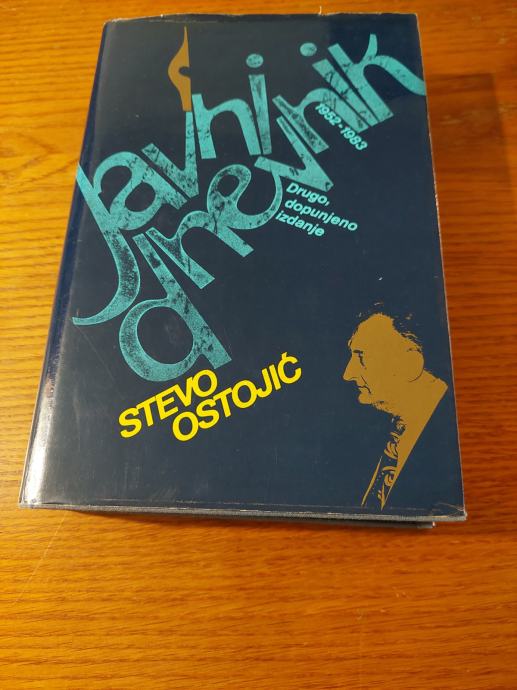 Javni
dnevnik
1952-1983
Drugo,
dopunjeno
izdanje
STEVO
OSTOJIĆ